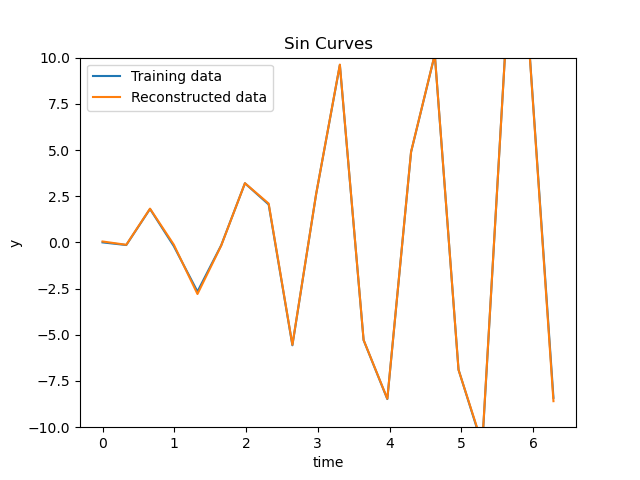 Sin Curves
Training data
Reconstructed data
10.0
7.5
5.0
2.5
0.0
−2.5
−5.0
−7.5
−10.0
y
0 1 2 3 4 5 6
time